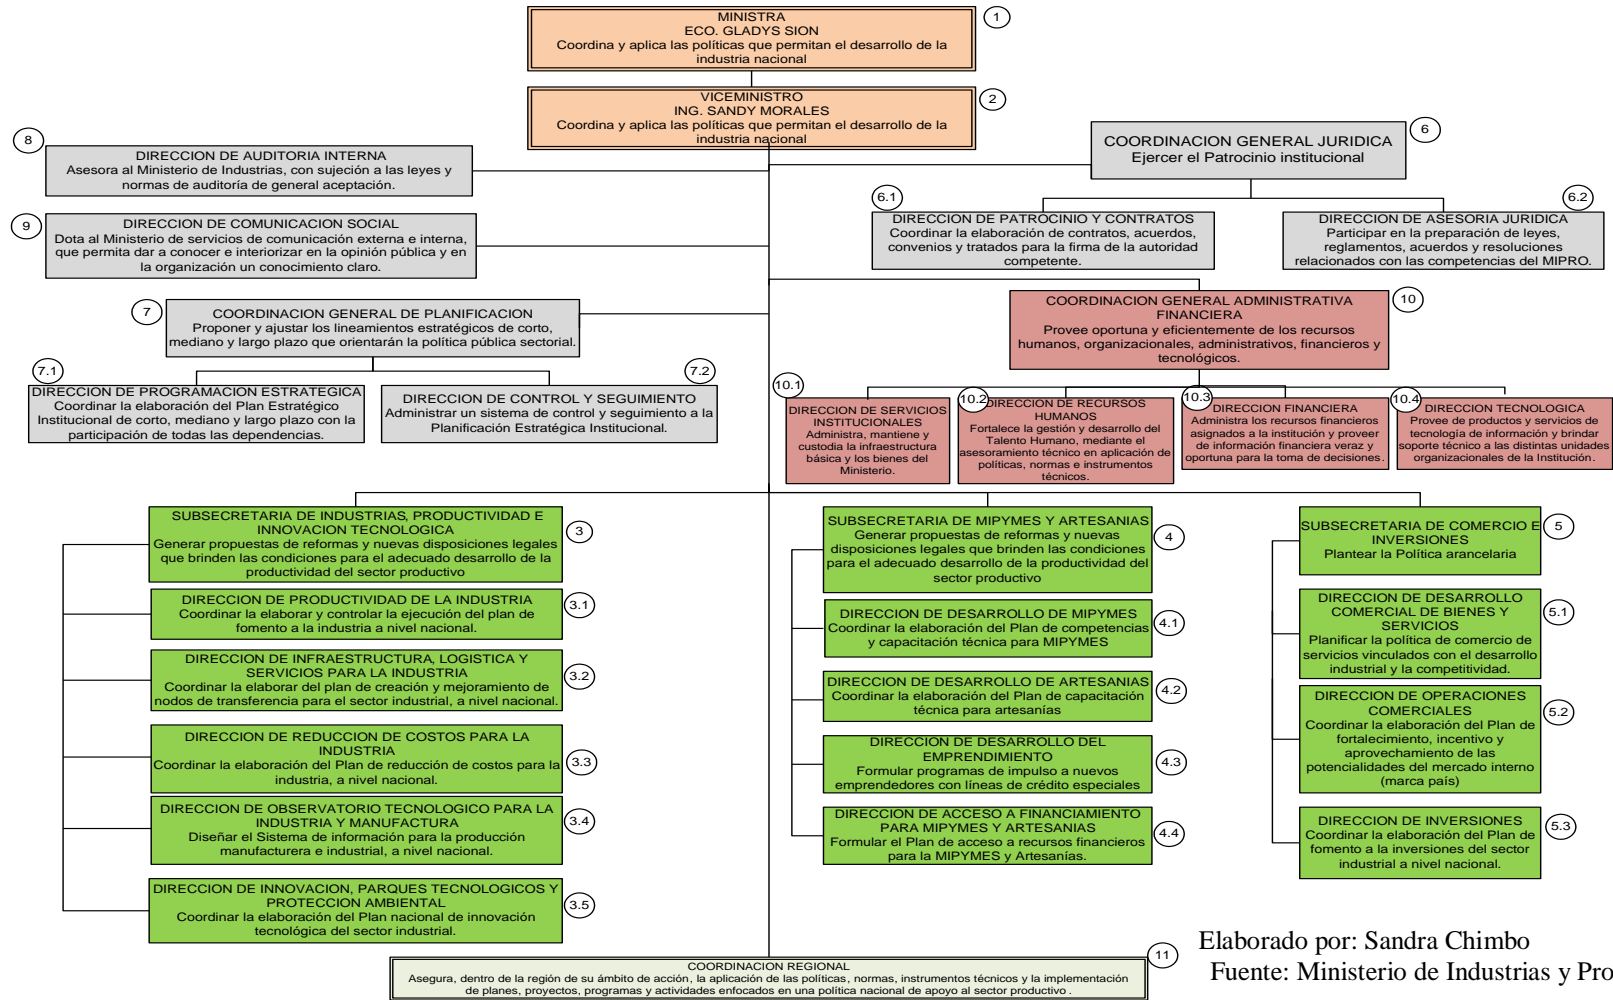 1
MINISTRA
ECO. GLADYS SION
Coordina y aplica las políticas que permitan el desarrollo de la
industria nacional
2
VICEMINISTRO
ING. SANDY MORALES
Coordina y aplica las políticas que permitan el desarrollo de la
industria nacional
8
DIRECCION DE AUDITORIA INTERNA
Asesora al Ministerio de Industrias, con sujeción a las leyes y
normas de auditoría de general aceptación.
6
COORDINACION GENERAL JURIDICA
Ejercer el Patrocinio institucional
9
DIRECCION DE COMUNICACION SOCIAL
Dota al Ministerio de servicios de comunicación externa e interna,
que permita dar a conocer e interiorizar en la opinión pública y en
la organización un conocimiento claro.
6.1
DIRECCION DE PATROCINIO Y CONTRATOS
Coordinar la elaboración de contratos, acuerdos,
convenios y tratados para la firma de la autoridad
competente.
6.2
DIRECCION DE ASESORIA JURIDICA
Participar en la preparación de leyes,
reglamentos, acuerdos y resoluciones
relacionados con las competencias del MIPRO.
7
COORDINACION GENERAL DE PLANIFICACION
Proponer y ajustar los lineamientos estratégicos de corto,
mediano y largo plazo que orientarán la política pública sectorial.
10
COORDINACION GENERAL ADMINISTRATIVA
FINANCIERA
Provee oportuna y eficientemente de los recursos
humanos, organizacionales, administrativos, financieros y
tecnológicos.
7.1
DIRECCION DE PROGRAMACION ESTRATEGICA
Coordinar la elaboración del Plan Estratégico
Institucional de corto, mediano y largo plazo con la
participación de todas las dependencias.
7.2
DIRECCION DE CONTROL Y SEGUIMIENTO
Administrar un sistema de control y seguimiento a la
Planificación Estratégica Institucional.
10.1
DIRECCION DE SERVICIOS
INSTITUCIONALES
Administra, mantiene y
custodia la infraestructura
básica y los bienes del
Ministerio.
10.2
DIRECCION DE RECURSOS
HUMANOS
Fortalece la gestión y desarrollo del
Talento Humano, mediante el
asesoramiento técnico en aplicación de
políticas, normas e instrumentos
técnicos.
10.3
DIRECCION FINANCIERA
Administra los recursos financieros
asignados a la institución y proveer
de información financiera veraz y
oportuna para la toma de decisiones.
10.4
DIRECCION TECNOLOGICA
Provee de productos y servicios de
tecnología de información y brindar
soporte técnico a las distintas unidades
organizacionales de la Institución.
SUBSECRETARIA DE INDUSTRIAS, PRODUCTIVIDAD E
INNOVACION TECNOLOGICA
Generar propuestas de reformas y nuevas disposiciones legales
que brinden las condiciones para el adecuado desarrollo de la
productividad del sector productivo
3
DIRECCION DE PRODUCTIVIDAD DE LA INDUSTRIA
Coordinar la elaborar y controlar la ejecución del plan de
fomento a la industria a nivel nacional.
3.1
DIRECCION DE INFRAESTRUCTURA, LOGISTICA Y
SERVICIOS PARA LA INDUSTRIA
Coordinar la elaborar del plan de creación y mejoramiento de
nodos de transferencia para el sector industrial, a nivel nacional.
3.2
DIRECCION DE REDUCCION DE COSTOS PARA LA
INDUSTRIA
Coordinar la elaboración del Plan de reducción de costos para la
industria, a nivel nacional.
3.3
DIRECCION DE OBSERVATORIO TECNOLOGICO PARA LA
INDUSTRIA Y MANUFACTURA
Diseñar el Sistema de información para la producción
manufacturera e industrial, a nivel nacional.
3.4
DIRECCION DE INNOVACION, PARQUES TECNOLOGICOS Y
PROTECCION AMBIENTAL
Coordinar la elaboración del Plan nacional de innovación
tecnológica del sector industrial.
3.5
SUBSECRETARIA DE MIPYMES Y ARTESANIAS
Generar propuestas de reformas y nuevas
disposiciones legales que brinden las condiciones
para el adecuado desarrollo de la productividad del
sector productivo
4
DIRECCION DE DESARROLLO DE MIPYMES
Coordinar la elaboración del Plan de competencias
y capacitación técnica para MIPYMES
4.1
DIRECCION DE DESARROLLO DE ARTESANIAS
Coordinar la elaboración del Plan de capacitación
técnica para artesanías
4.2
DIRECCION DE DESARROLLO DEL
EMPRENDIMIENTO
Formular programas de impulso a nuevos
emprendedores con líneas de crédito especiales
4.3
DIRECCION DE ACCESO A FINANCIAMIENTO
PARA MIPYMES Y ARTESANIAS
Formular el Plan de acceso a recursos financieros
para la MIPYMES y Artesanías.
4.4
SUBSECRETARIA DE COMERCIO E
INVERSIONES
Plantear la Política arancelaria
5
DIRECCION DE DESARROLLO
COMERCIAL DE BIENES Y
SERVICIOS
Planificar la política de comercio de
servicios vinculados con el desarrollo
industrial y la competitividad.
5.1
DIRECCION DE OPERACIONES
COMERCIALES
Coordinar la elaboración del Plan de
fortalecimiento, incentivo y
aprovechamiento de las
potencialidades del mercado interno
(marca país)
5.2
DIRECCION DE INVERSIONES
Coordinar la elaboración del Plan de
fomento a la inversiones del sector
industrial a nivel nacional.
5.3
11
COORDINACION REGIONAL
Asegura, dentro de la región de su ámbito de acción, la aplicación de las políticas, normas, instrumentos técnicos y la implementación
de planes, proyectos, programas y actividades enfocados en una política nacional de apoyo al sector productivo .
Elaborado por: Sandra Chimbo
Fuente: Ministerio de Industrias y Pro